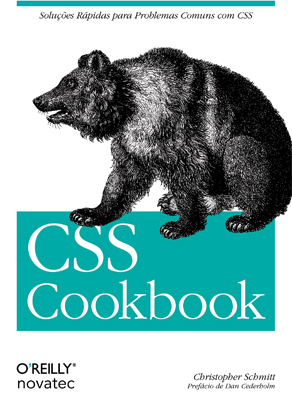 Soluções Rápidas para Problemas Comuns com CSS
CSS
Cookbook
O'REILLY®
novatec
Christopher Schmitt
Prefácio de Dan Cederholm